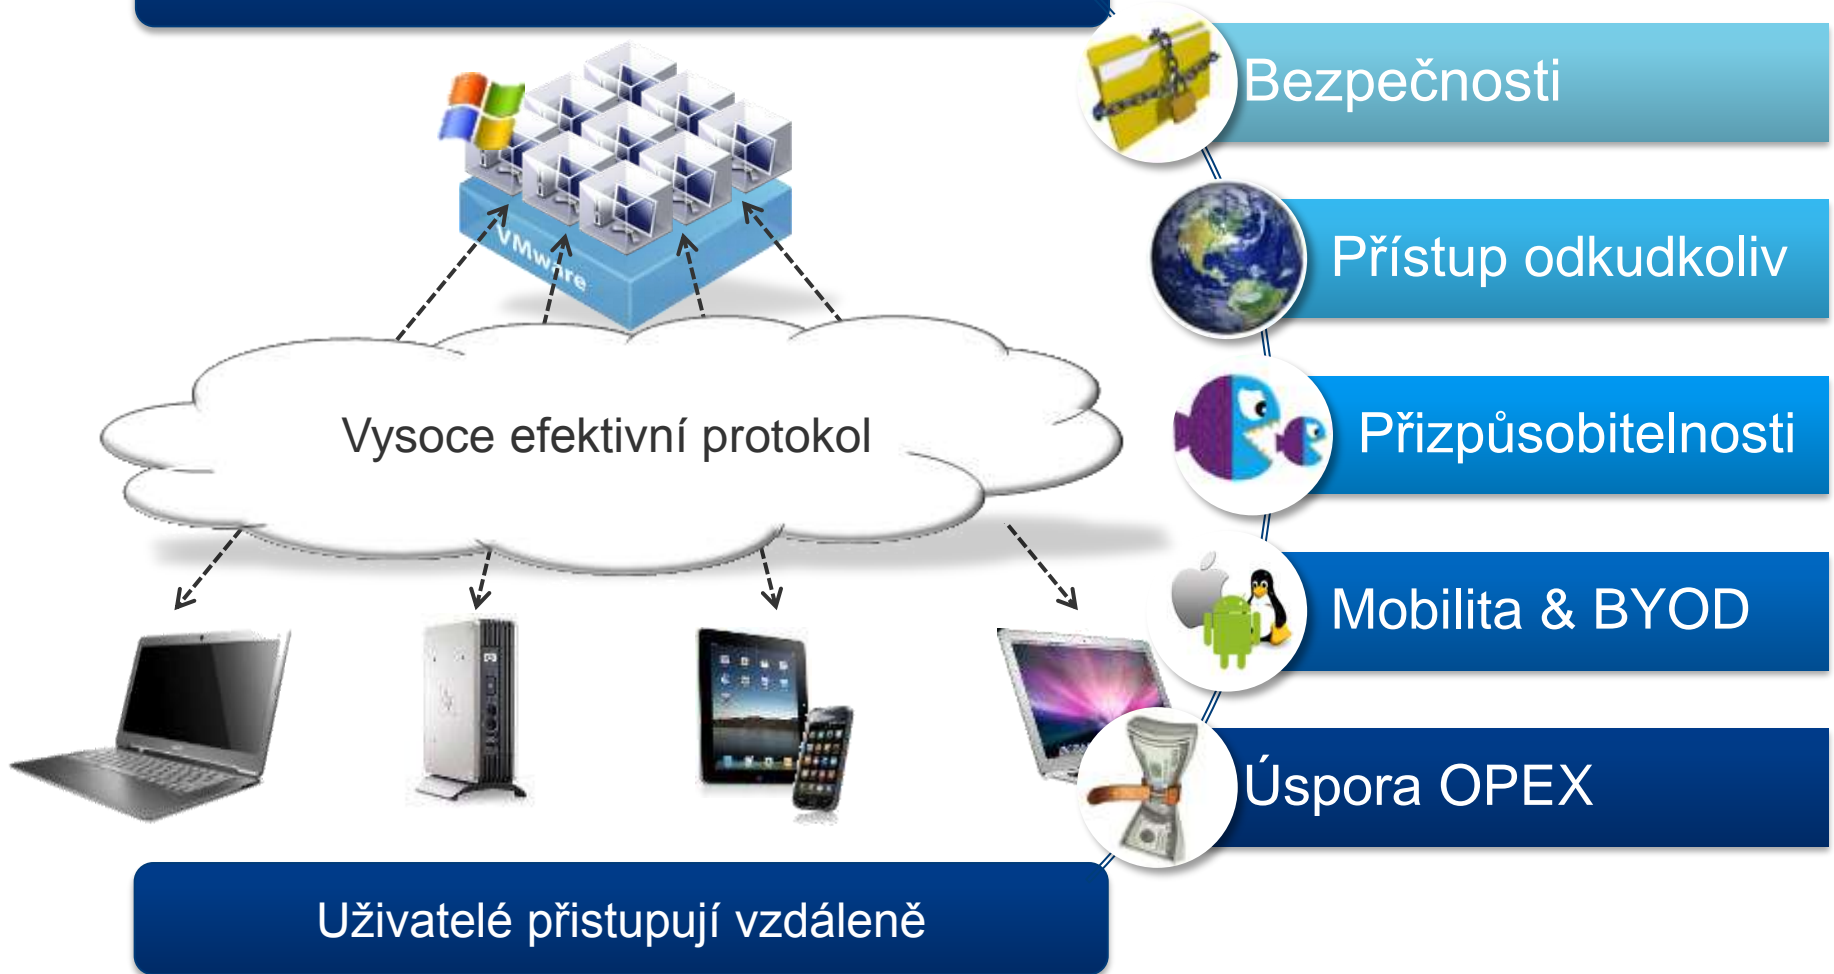 Bezpečnosti
VMware
Přístup odkudkoliv
Vysoce efektivní protokol
Přizpůsobitelnosti
Mobilita & BYOD
Úspora OPEX
Uživatelé přistupují vzdáleně